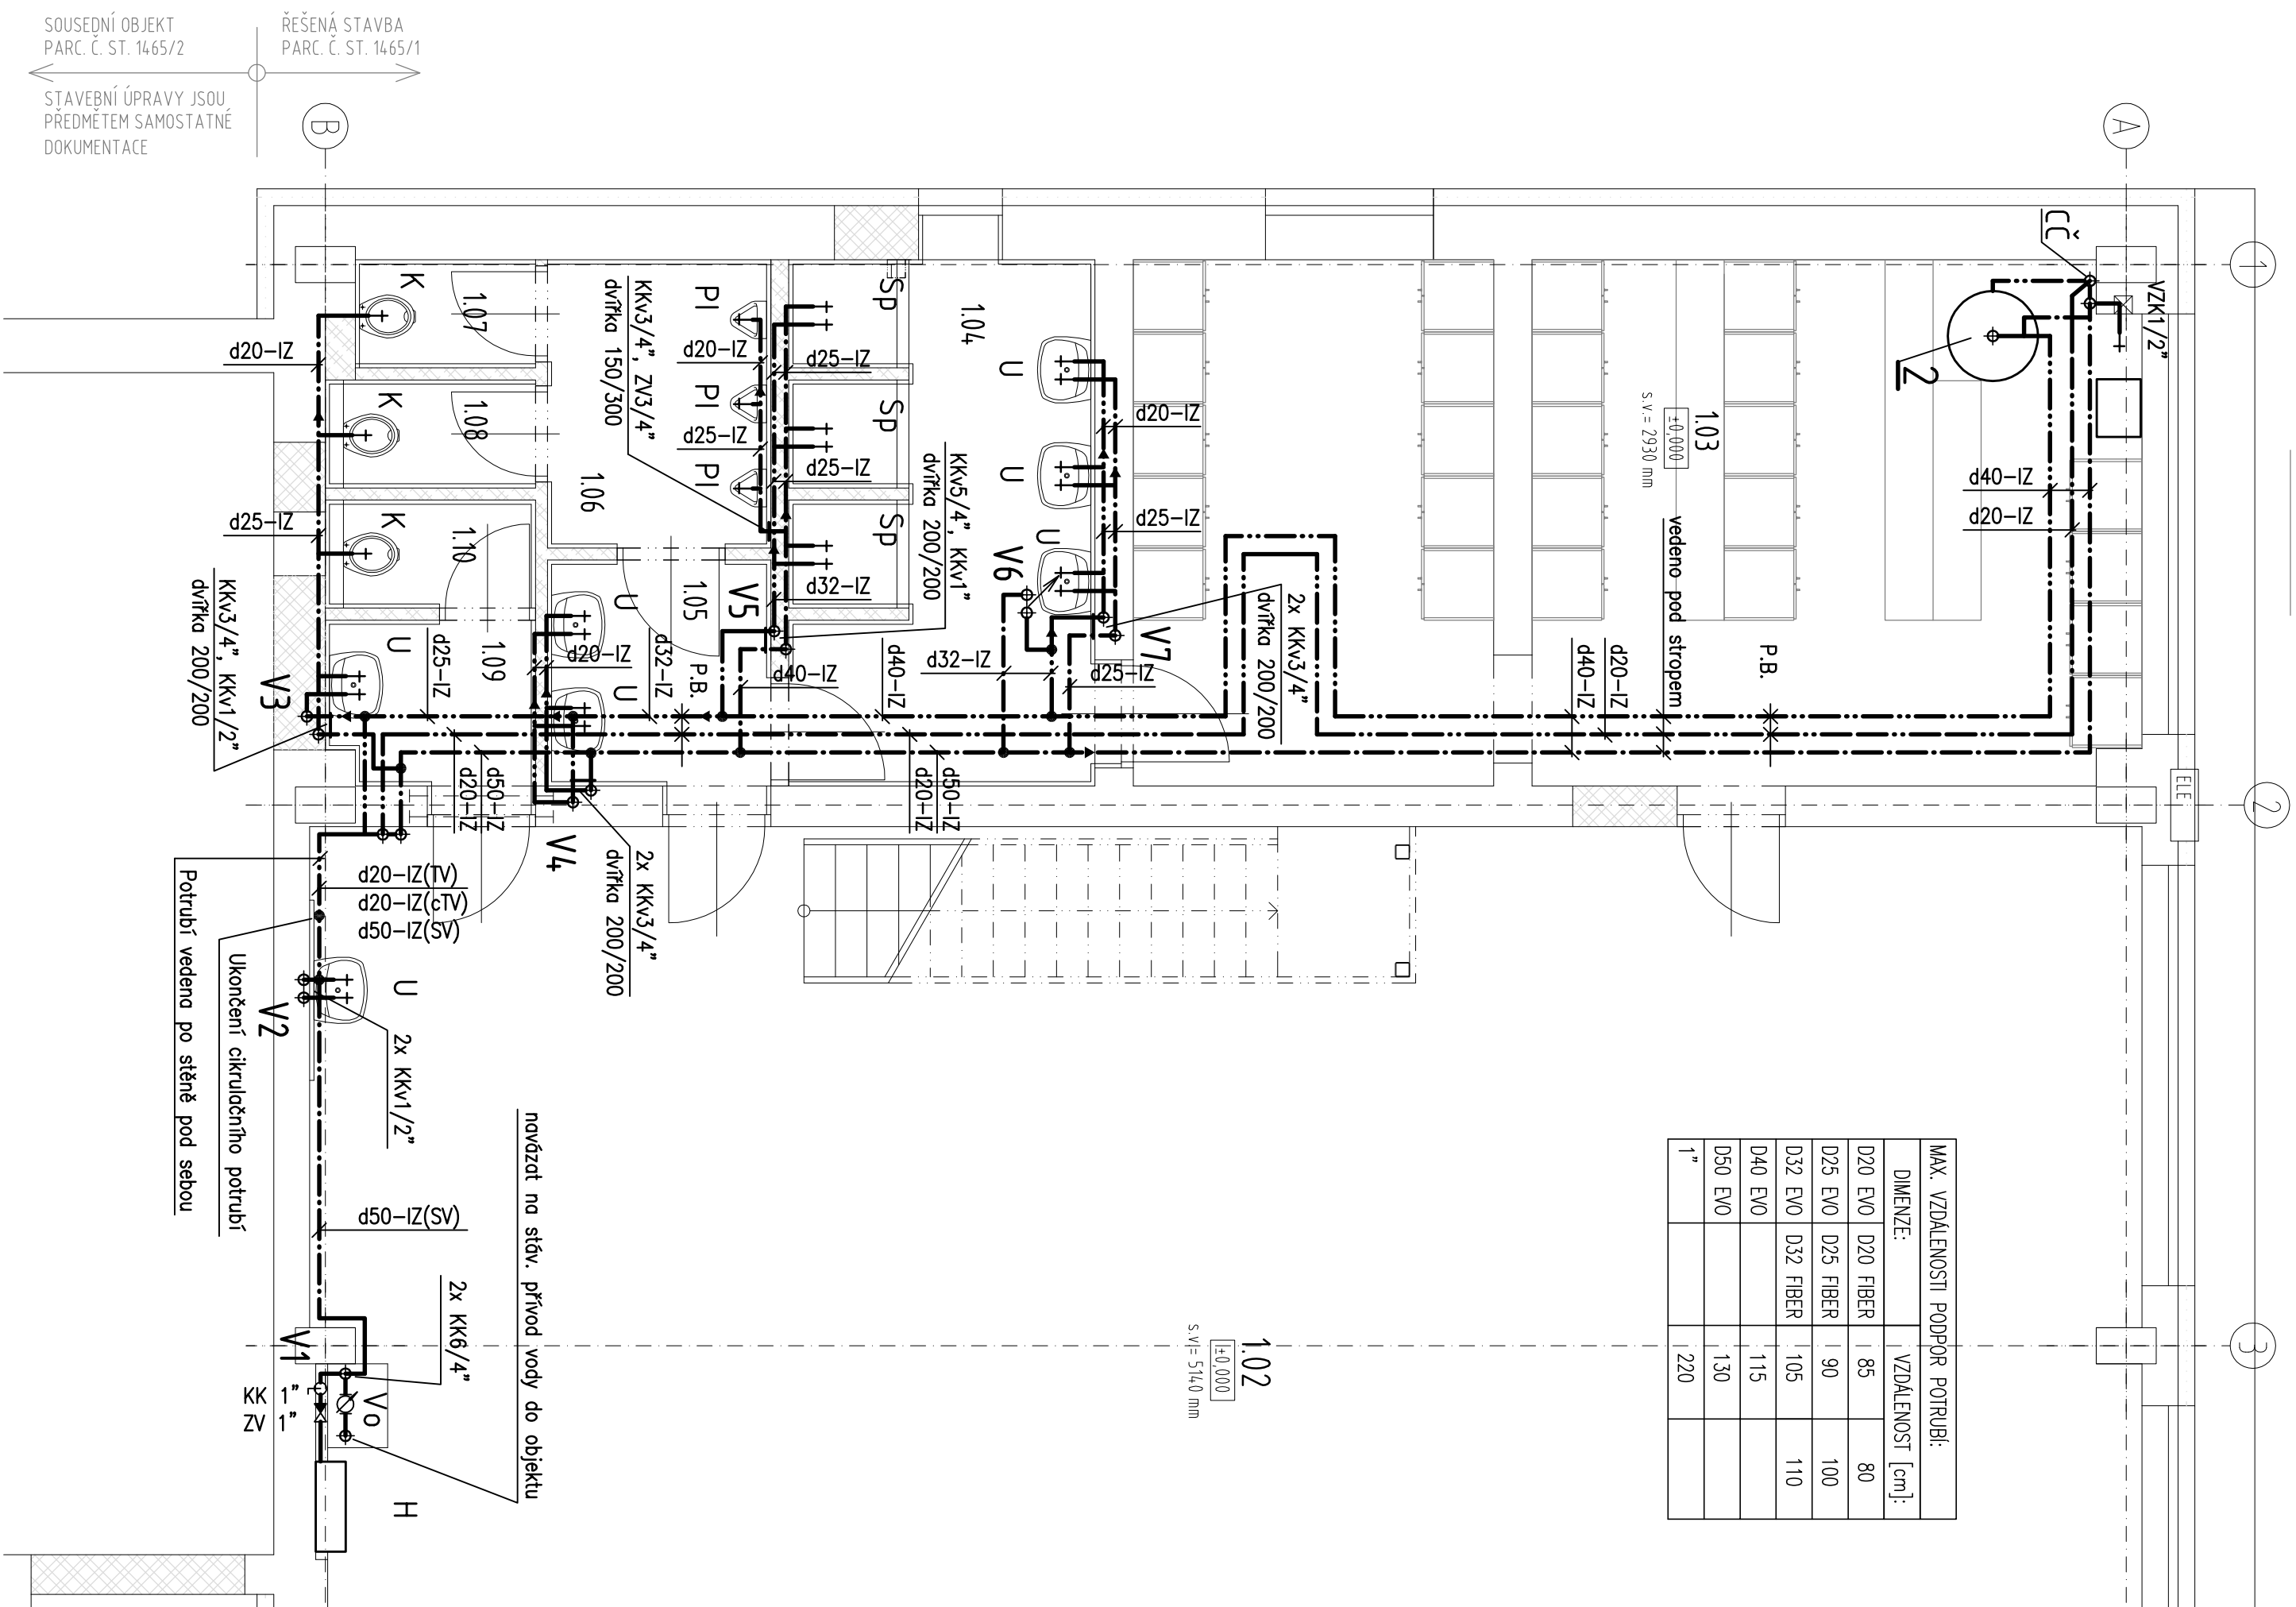 SOUSEDNÍ OBJEKT
PARC. Č. ST. 1465/2
ŘEŠENÁ STAVBA
PARC. Č. ST. 1465/1
STAVEBNÍ ÚPRAVY JSOU
PŘEDMĚTEM SAMOSTATNÉ
DOKUMENTACE
B
A
1
2
3
CČ
VZK1/2"
Z
K
1.07
K
1.08
K
1.10
d20-IZ
d25-IZ
PI
PI
PI
KKv3/4", ZV3/4"
dvířka 150/300
d20-IZ
d25-IZ
1.06
Sp
Sp
Sp
d25-IZ
d25-IZ
d32-IZ
1.04
U
U
U
d20-IZ
d25-IZ
KKv5/4", KKv1"
dvířka 200/200
V6
V7
2x KKv3/4"
dvířka 200/200
1.03
±0,000
s.v.= 2930 mm
d40-IZ
d20-IZ
vedeno pod stropem
P.B.
d20-IZ
d40-IZ
KKv3/4", KKv1/2"
dvířka 200/200
V3
U
d25-IZ
1.09
U
U
d20-IZ
d32-IZ
P.B.
1.05
V5
d40-IZ
d40-IZ
d32-IZ
d25-IZ
d50-IZ
d20-IZ
d50-IZ
d20-IZ
V4
2x KKv3/4"
dvířka 200/200
ELE
d20-IZ(TV)
d20-IZ(cTV)
d50-IZ(SV)
Potrubí vedena po stěně pod sebou
Ukončení cikrulačního potrubí
V2
U
2x KKv1/2"
d50-IZ(SV)
navázat na stáv. přívod vody do objektu
2x KK6/4"
V1
Vo
KK 1"
ZV 1"
H
1.02
±0,000
s.v.= 5140 mm
MAX. VZDÁLENOSTI PODPOR POTRUBÍ:
DIMENZE: VZDÁLENOST [cm]:
D20 EVO D20 FIBER 85 80
D25 EVO D25 FIBER 90 100
D32 EVO D32 FIBER 105 110
D40 EVO 115
D50 EVO 130
1" 220